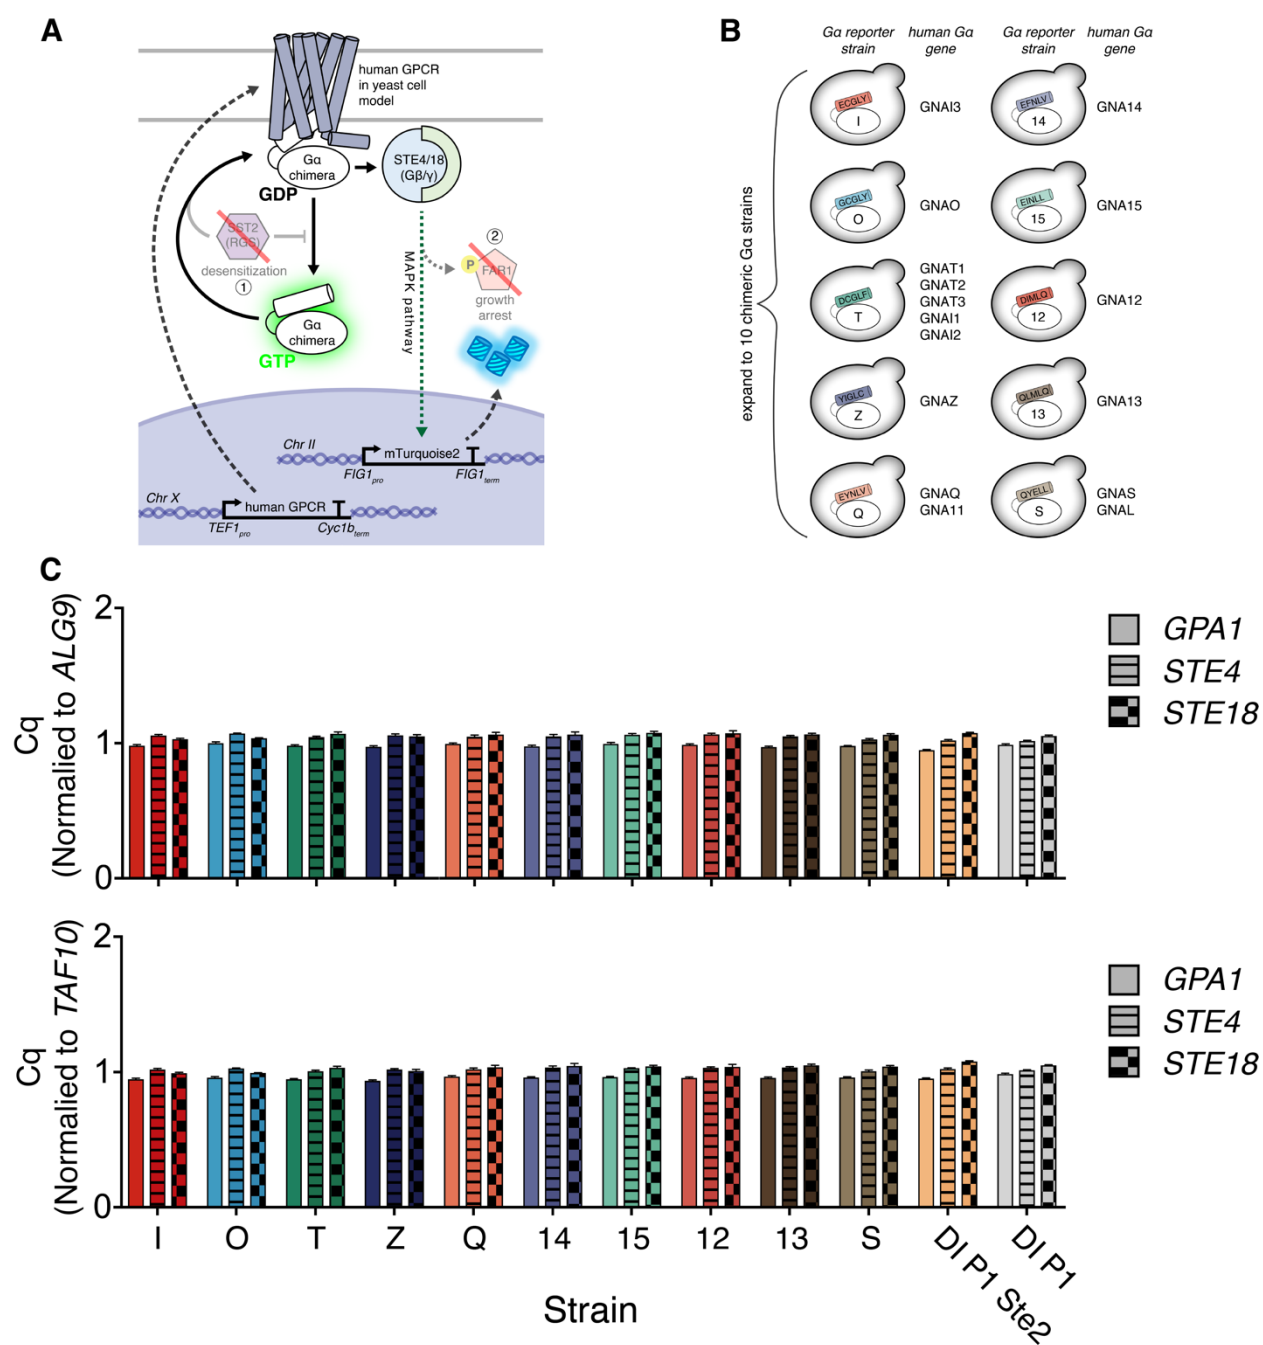 A
human GPCR
in yeast cell
model
Gα
chimera
GDP
STE4/18
(Gβ/γ)
SST2
(RGS)
desensitization
1
MAPK pathway
2
P
FAR1
growth
arrest
Gα
chimera
GTP
Chr II
mTurquoise2
FIG1pro
FIG1term
Chr X
human GPCR
TEF1pro
Cyc1bterm
B
Gα reporter
strain
human Gα
gene
Gα reporter
strain
human Gα
gene
expand to 10 chimeric Gα strains
ECGLY
I
GNAI3
EFNLV
14
GNA14
GCGLY
O
GNAO
EINLL
15
GNA15
DCGLF
T
GNAT1
GNAT2
GNAT3
GNAI1
GNAI2
DIMLQ
12
GNA12
YIGLC
Z
GNAZ
QLMLQ
13
GNA13
EYNLV
Q
GNAQ
GNA11
QYELL
S
GNAS
GNAL
C
Cq
(Normalied to ALG9)
2
1
0
GPA1
STE4
STE18
Cq
(Normalied to TAF10)
2
1
0
GPA1
STE4
STE18
I O T Z Q 14 15 12 13 S DI P1 Ste2 DI P1
Strain